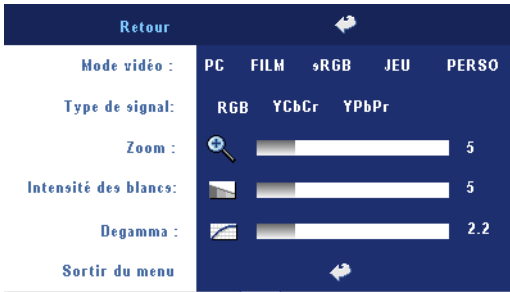 Retour
Mode vidéo : PC FILM sRGB JEU PERSO
Type de signal: RGB YCbCr YPbPr
Zoom : 5
Intensité des blancs: 5
Degamma : 2.2
Sortir du menu